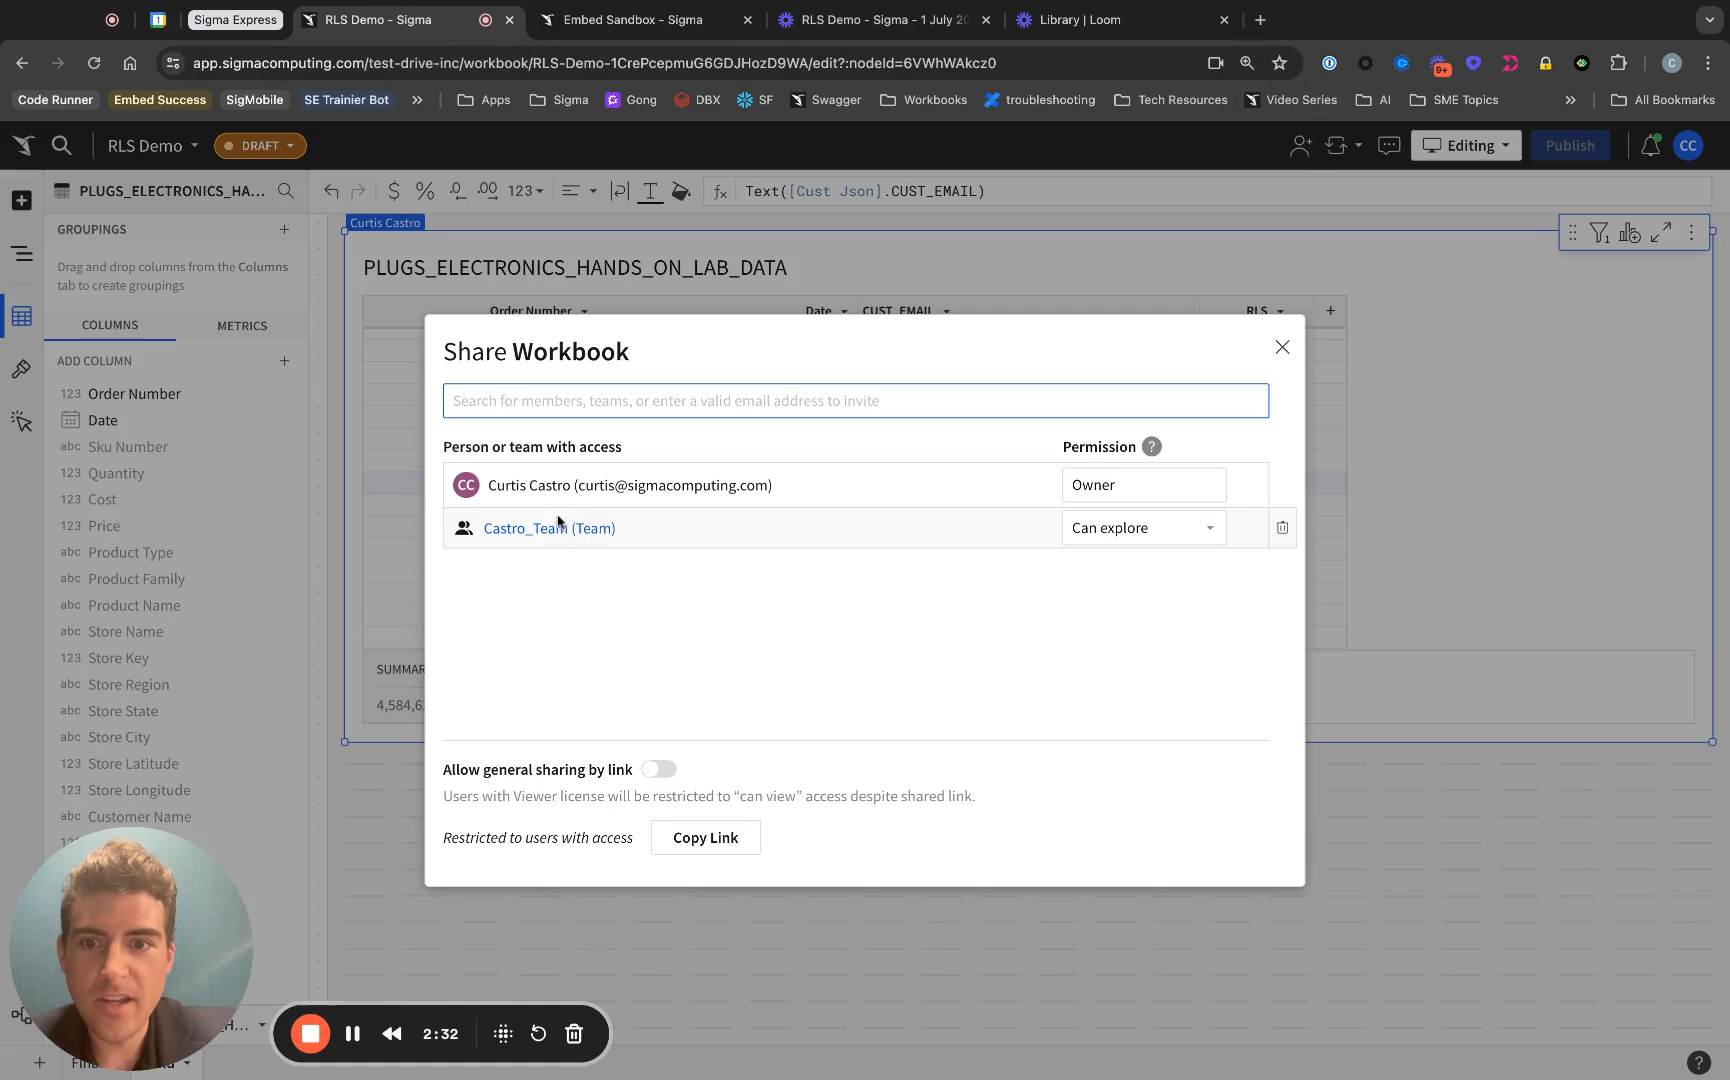 Sigma Express
RLS Demo - Sigma
Embed Sandbox - Sigma
RLS Demo - Sigma - 1 July 20
Library | Loom
app.sigmacomputing.com/test-drive-inc/workbook/RLS-Demo-1CrePcepmuG6GDJHozD9WA/edit?:nodeId=6VWhWAkcz0
9+
C
Code Runner
Embed Success
SigMobile
SE Trainier Bot
Apps
Sigma
Gong
DBX
SF
Swagger
Workbooks
troubleshooting
Tech Resources
Video Series
AI
SME Topics
All Bookmarks
RLS Demo
DRAFT
Editing
Publish
CC
PLUGS_ELECTRONICS_HA...
$ % .0 .00 123
fx
Text([Cust Json].CUST_EMAIL)
GROUPINGS
Drag and drop columns from the Columns
tab to create groupings
COLUMNS
METRICS
ADD COLUMN
123 Order Number
Date
abc Sku Number
123 Quantity
123 Cost
123 Price
abc Product Type
abc Product Family
abc Product Name
abc Store Name
123 Store Key
abc Store Region
abc Store State
abc Store City
123 Store Latitude
123 Store Longitude
abc Customer Name
Curtis Castro
PLUGS_ELECTRONICS_HANDS_ON_LAB_DATA
Order Number
Date
CUST_EMAIL
RLS
SUMMAR
4,584,6
Share Workbook
Search for members, teams, or enter a valid email address to invite
Person or team with access
Permission ?
CC Curtis Castro (curtis@sigmacomputing.com)
Owner
Castro_Team (Team)
Can explore
Allow general sharing by link
Users with Viewer license will be restricted to “can view” access despite shared link.
Restricted to users with access
Copy Link
2:32
?